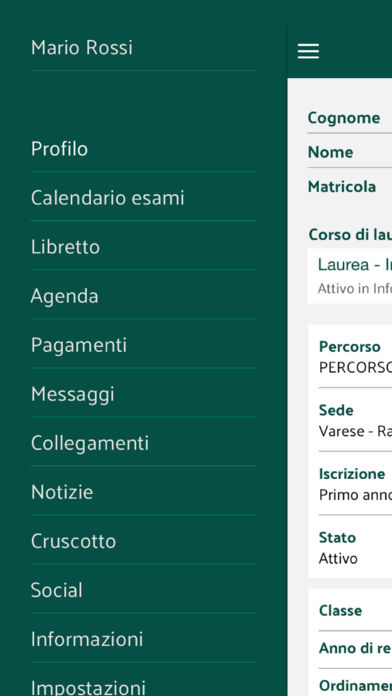 Mario Rossi
Profilo
Calendario esami
Libretto
Agenda
Pagamenti
Messaggi
Collegamenti
Notizie
Cruscotto
Social
Informazioni
Impostazioni
Cognome
Nome
Matricola
Corso di lau
Laurea - I
Attivo in Info
Percorso
PERCORSO
Sede
Varese - Ra
Iscrizione
Primo anno
Stato
Attivo
Classe
Anno di re
Ordinamen